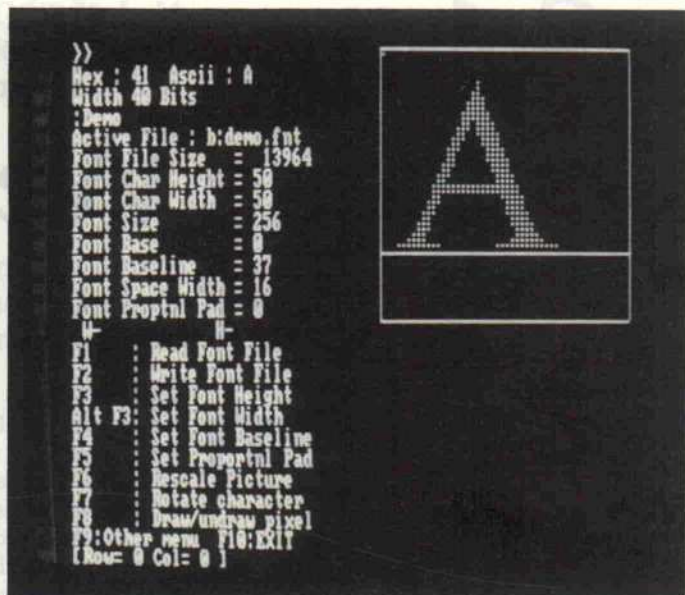 >>
Hex : 41 Ascii : A
Width 40 Bits
:Demo
Active File : b:demo.fnt
Font File Size = 13964
Font Char Height = 50
Font Char Width = 50
Font Size = 256
Font Base = 0
Font Baseline = 37
Font Space Width = 16
Font Proptnl Pad = 0
W- H-
F1 : Read Font File
F2 : Write Font File
F3 : Set Font Height
Alt F3: Set Font Width
F4 : Set Font Baseline
F5 : Set Proportnl Pad
F6 : Rescale Picture
F7 : Rotate character
F8 : Draw/undraw pixel
F9:Other menu F10:EXIT
[Row= 0 Col= 0 ]
A